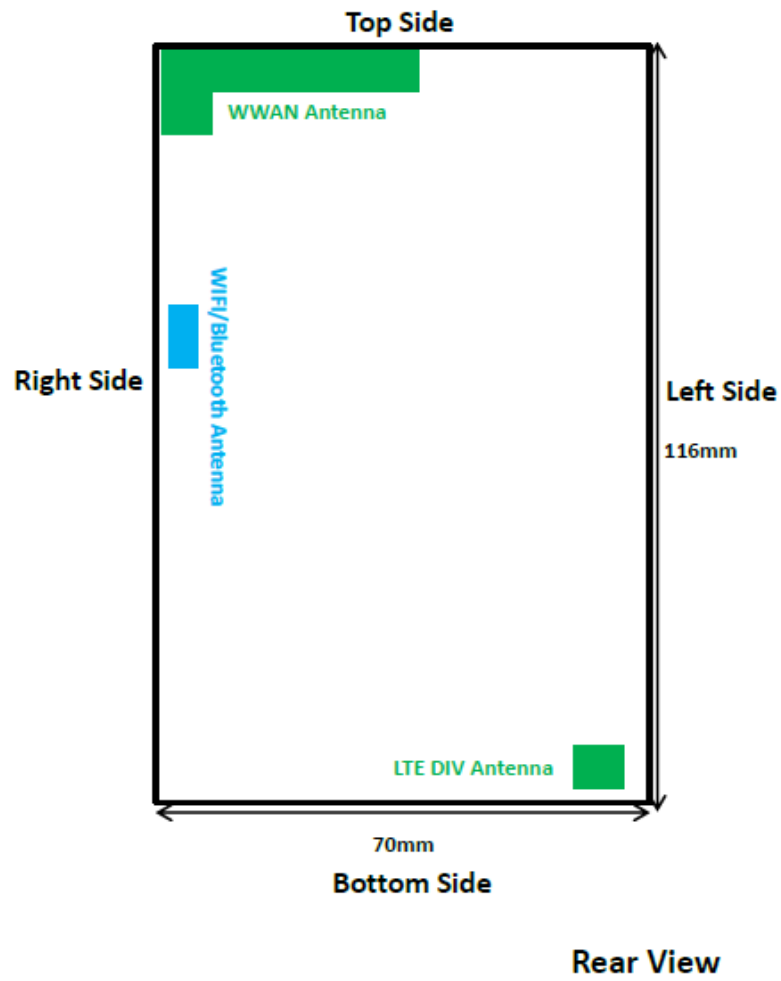 Top Side
WWAN Antenna
WIFI/Bluetooth Antenna
Right Side
Left Side
116mm
LTE DIV Antenna
70mm
Bottom Side
Rear View